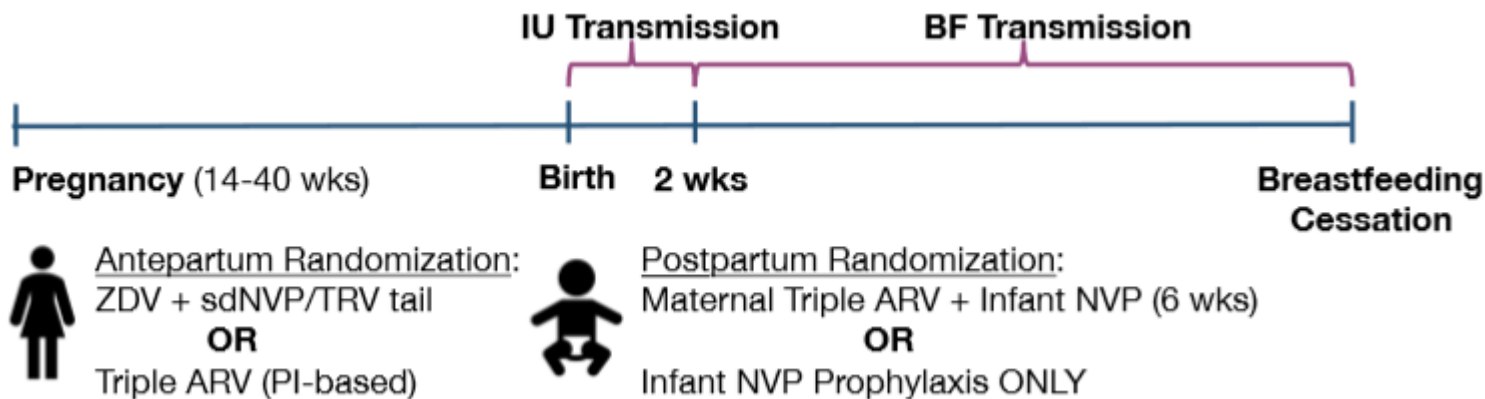 IU Transmission
BF Transmission
Pregnancy (14-40 wks)
Birth
2 wks
Breastfeeding
Cessation
Antepartum Randomization:
ZDV + sdNVP/TRV tail
OR
Triple ARV (PI-based)
Postpartum Randomization:
Maternal Triple ARV + Infant NVP (6 wks)
OR
Infant NVP Prophylaxis ONLY